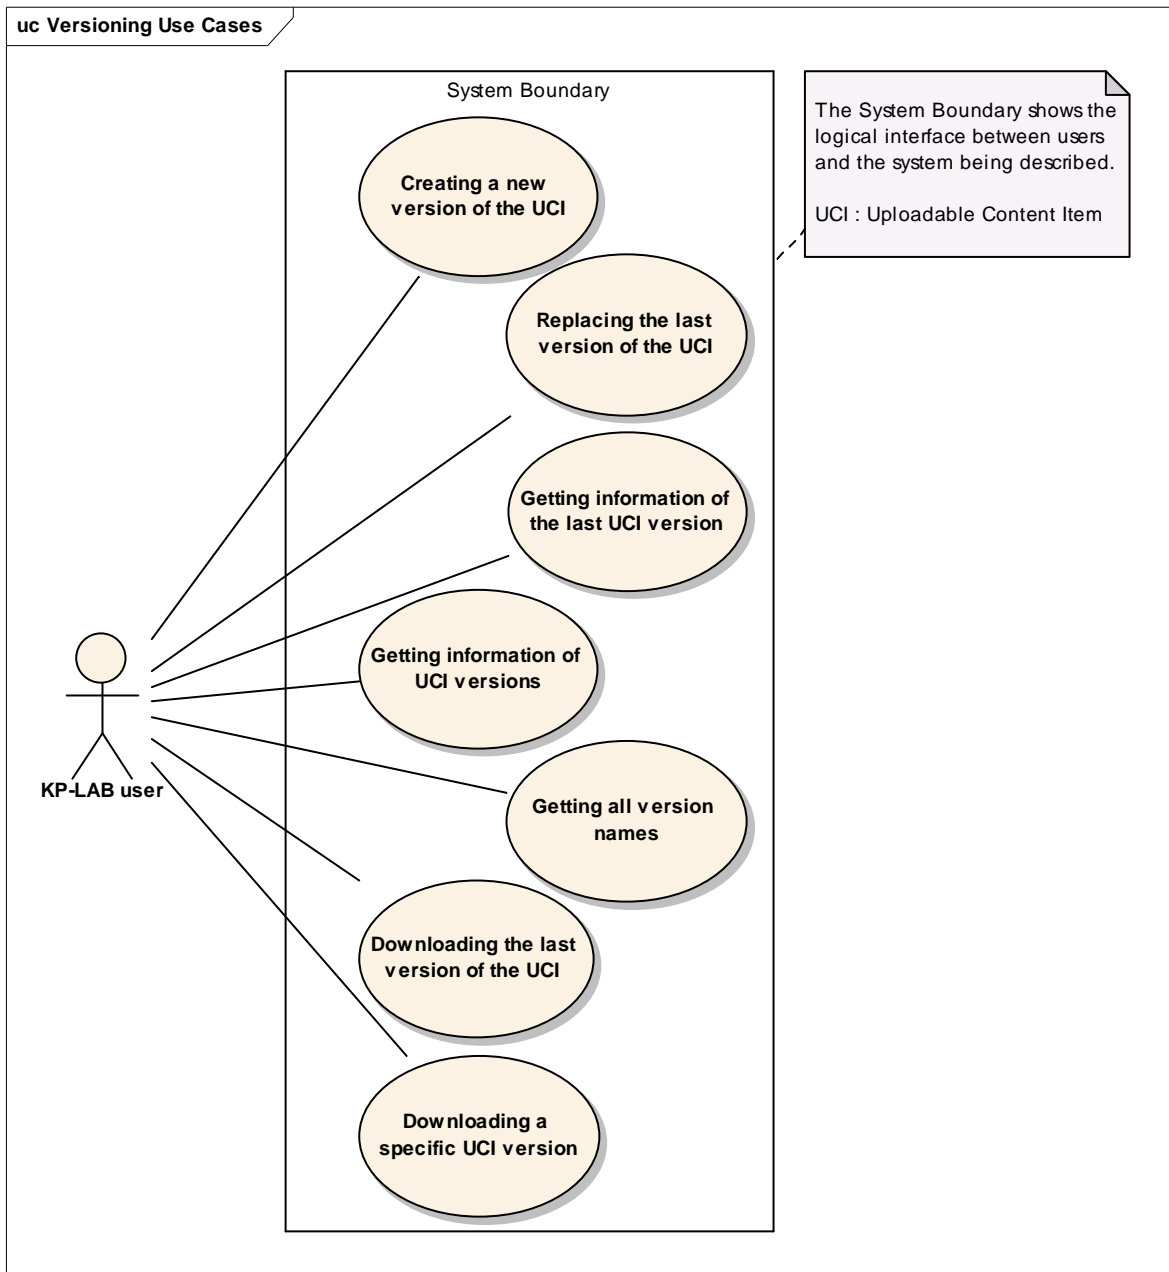 uc Versioning Use Cases
System Boundary
The System Boundary shows the
logical interface between users
and the system being described.
UCI : Uploadable Content Item
Creating a new
version of the UCI
Replacing the last
version of the UCI
Getting information of
the last UCI version
Getting information of
UCI versions
KP-LAB user
Getting all version
names
Downloading the last
version of the UCI
Downloading a
specific UCI version